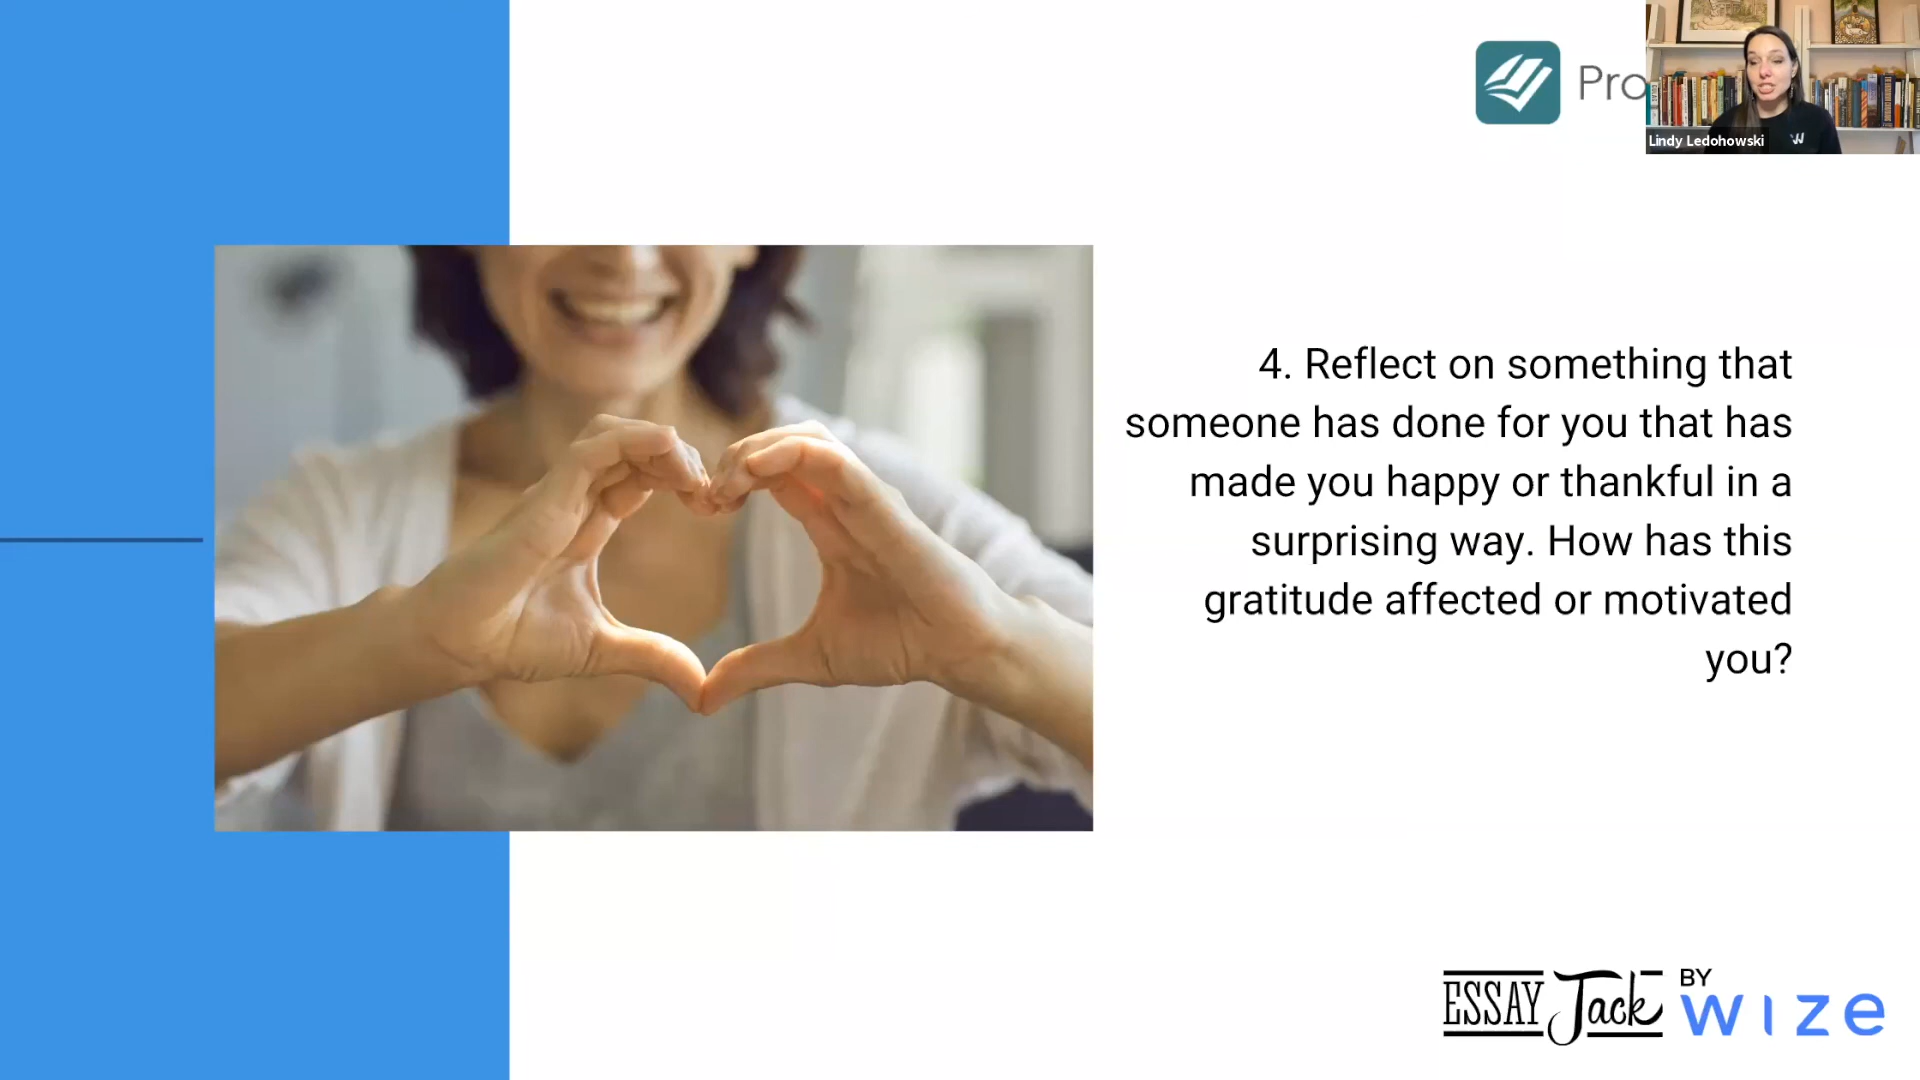 Pro
Lindy Ledohowski
4. Reflect on something that
someone has done for you that has
made you happy or thankful in a
surprising way. How has this
gratitude affected or motivated
you?
ESSAY Jack BY
wize